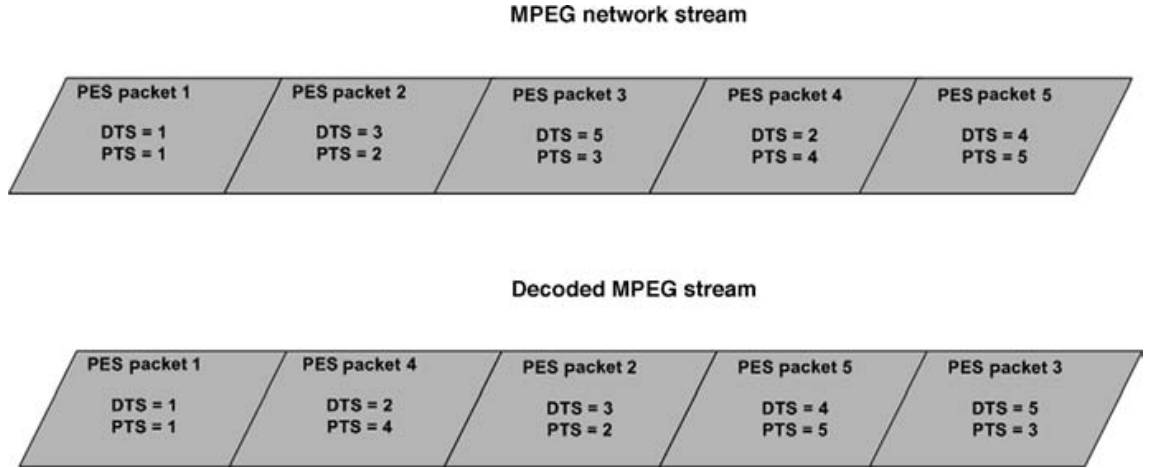 MPEG network stream
PES packet 1
DTS = 1
PTS = 1
PES packet 2
DTS = 3
PTS = 2
PES packet 3
DTS = 5
PTS = 3
PES packet 4
DTS = 2
PTS = 4
PES packet 5
DTS = 4
PTS = 5
Decoded MPEG stream
PES packet 1
DTS = 1
PTS = 1
PES packet 4
DTS = 2
PTS = 4
PES packet 2
DTS = 3
PTS = 2
PES packet 5
DTS = 4
PTS = 5
PES packet 3
DTS = 5
PTS = 3